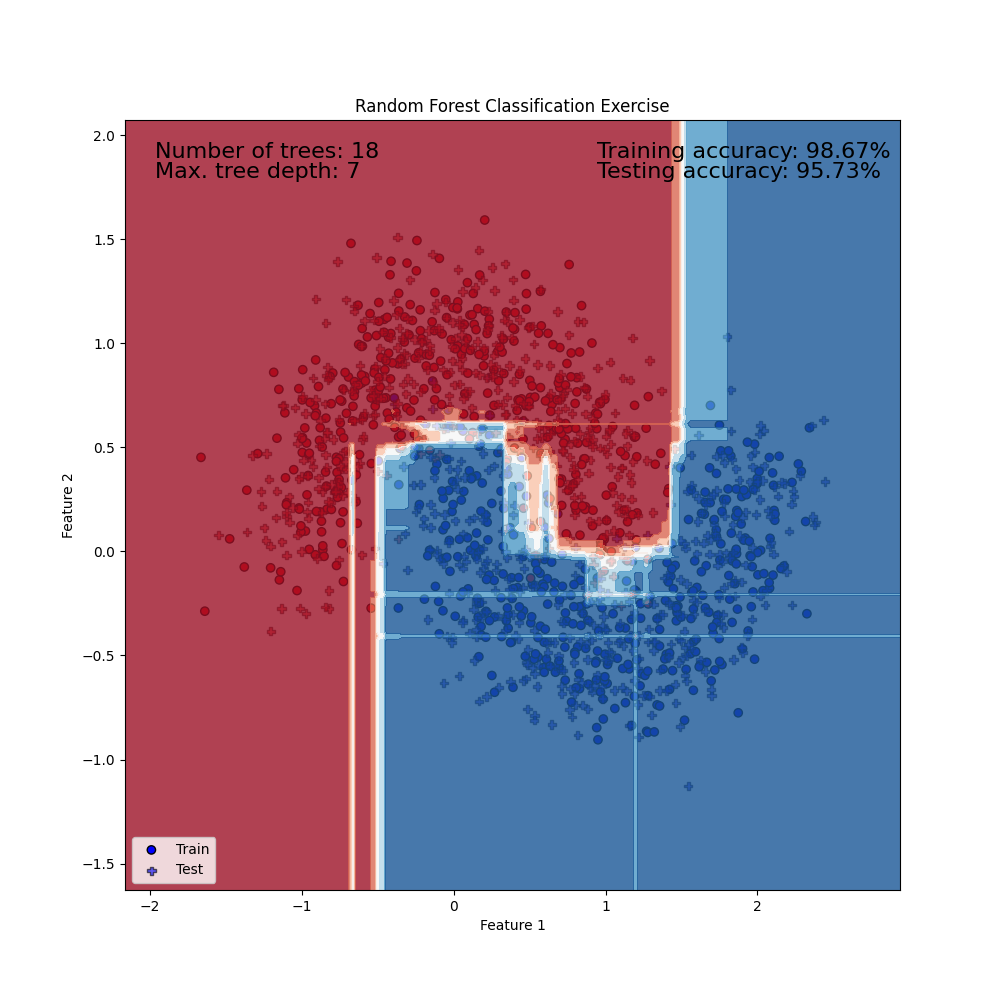 Random Forest Classification Exercise
Number of trees: 18
Max. tree depth: 7
Training accuracy: 98.67%
Testing accuracy: 95.73%
2.0
1.5
1.0
0.5
0.0
−0.5
−1.0
−1.5
Feature 2
Train
Test
−2
−1
0
1
2
Feature 1